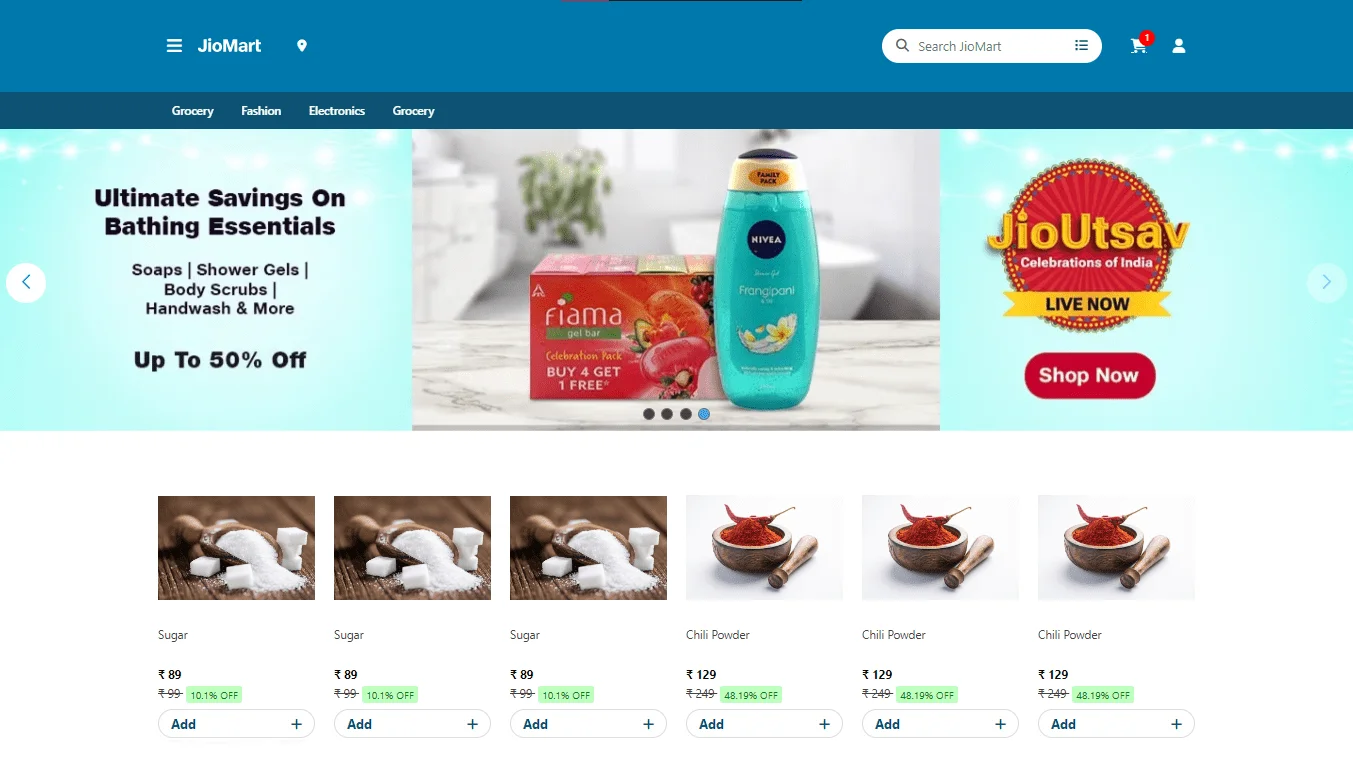 JioMart
Search JioMart
1
Grocery Fashion Electronics Grocery
Ultimate Savings On
Bathing Essentials
Soaps | Shower Gels |
Body Scrubs |
Handwash & More
Up To 50% Off
fiama
gel bar
Celebration Pack
BUY 4 GET
1 FREE*
FAMILY
PACK
NIVEA
Shower Gel
Frangipani
& Oil
JioUtsav
Celebrations of India
LIVE NOW
Shop Now
Sugar Sugar Sugar Chili Powder Chili Powder Chili Powder
₹ 89 ₹ 89 ₹ 89 ₹ 129 ₹ 129 ₹ 129
₹ 99 10.1% OFF ₹ 99 10.1% OFF ₹ 99 10.1% OFF ₹ 249 48.19% OFF ₹ 249 48.19% OFF ₹ 249 48.19% OFF
Add + Add + Add + Add + Add + Add +